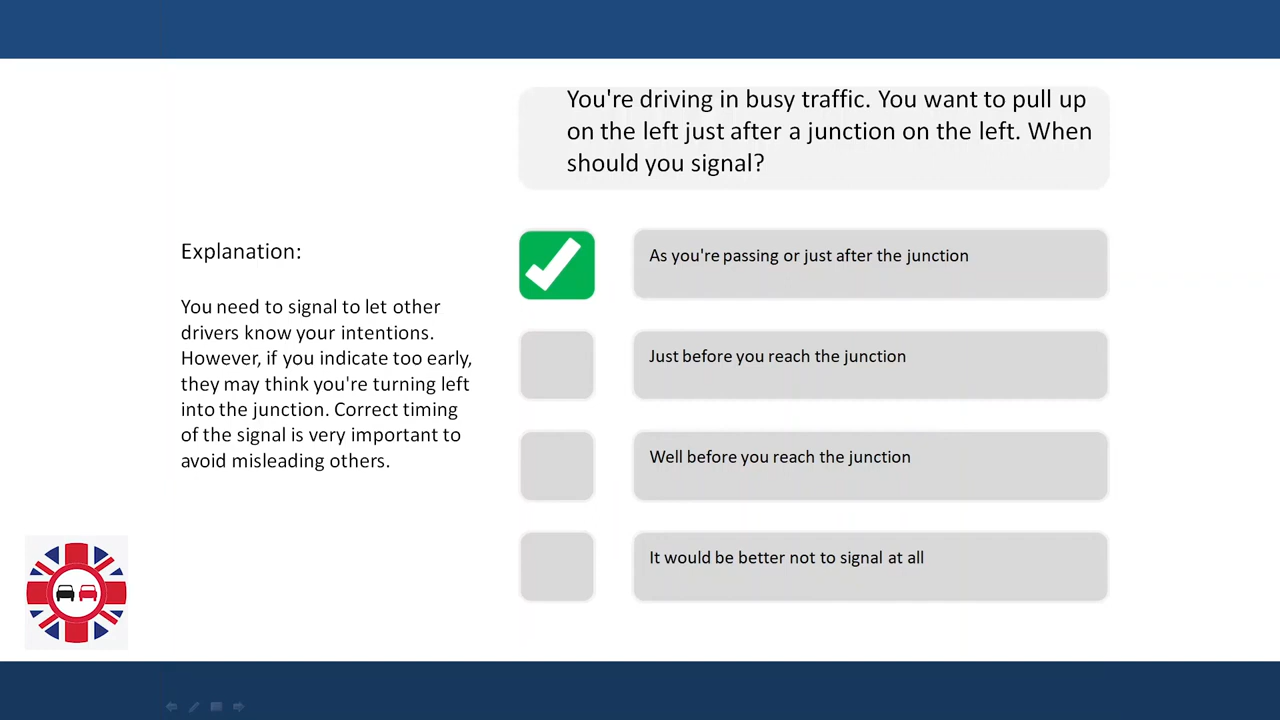 You're driving in busy traffic. You want to pull up
on the left just after a junction on the left. When
should you signal?
Explanation:
You need to signal to let other
drivers know your intentions.
However, if you indicate too early,
they may think you're turning left
into the junction. Correct timing
of the signal is very important to
avoid misleading others.
As you're passing or just after the junction
Just before you reach the junction
Well before you reach the junction
It would be better not to signal at all